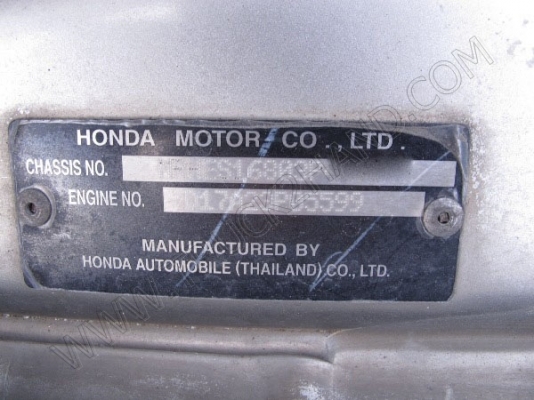 HONDA MOTOR CO., LTD.
CHASSIS NO.
ENGINE NO.
MANUFACTURED BY
HONDA AUTOMOBILE (THAILAND) CO., LTD.